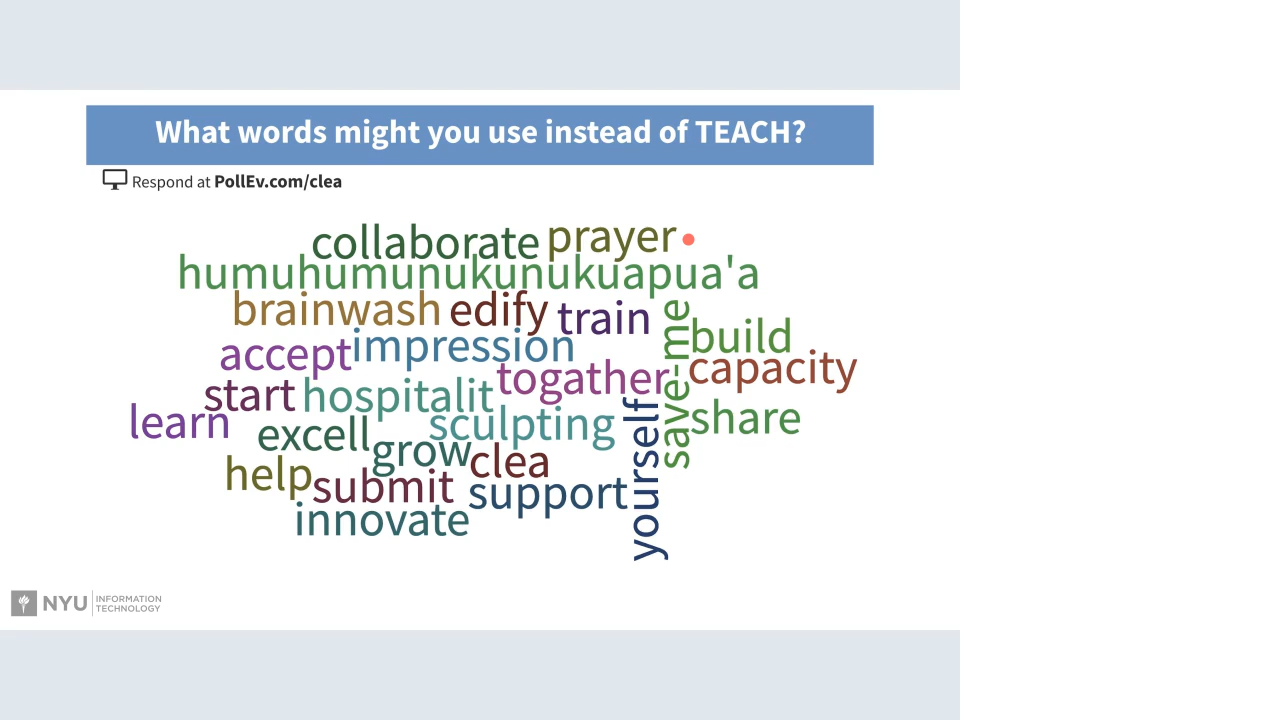 What words might you use instead of TEACH?
Respond at PollEv.com/clea
collaborate prayer
humuhumunukunukuapua'a
brainwash edify train
save-me
build
accept impression
togather capacity
start hospitalit
learn excell sculpting share
yourself
grow clea
help submit support
innovate
NYU INFORMATION
TECHNOLOGY